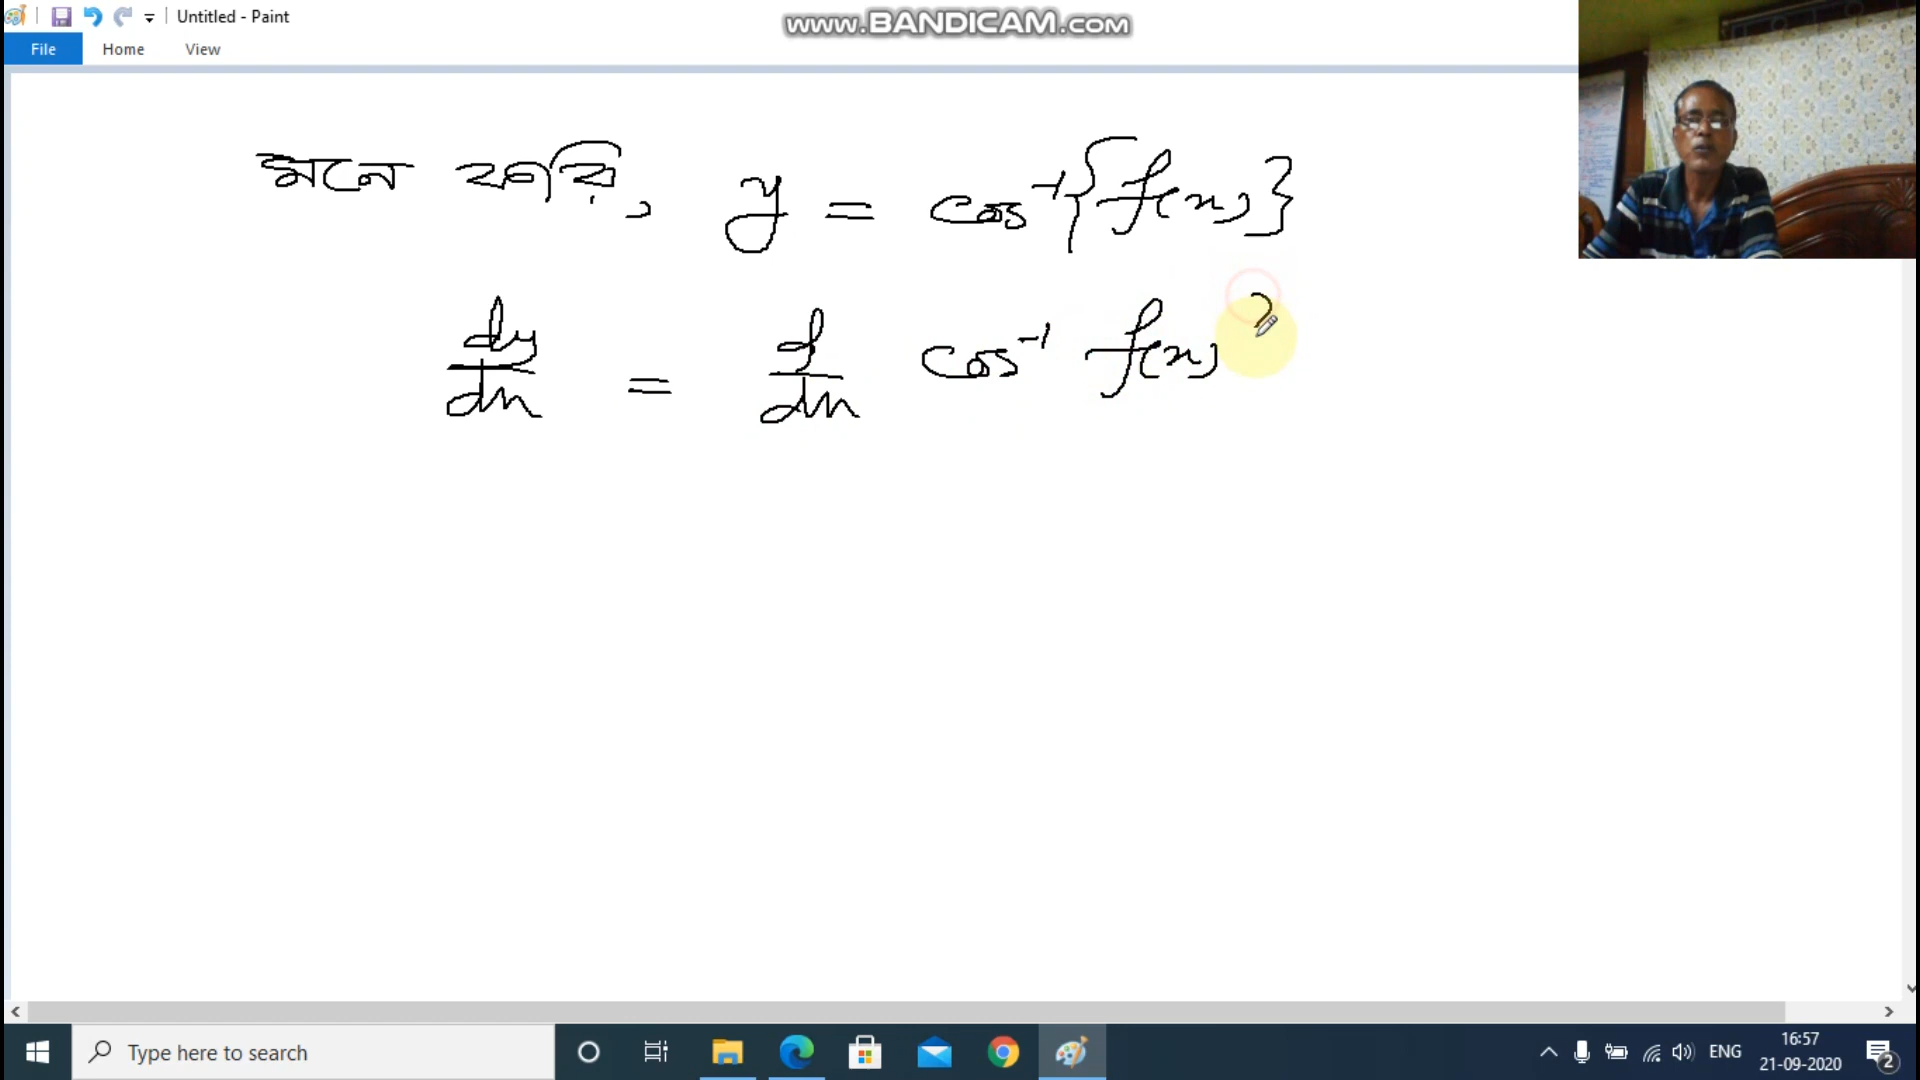 Untitled - Paint
www.BANDICAM.com
File Home View
মনে করি, y = cos⁻¹{f(x)}
dy/dx = d/dx cos⁻¹ f(x)
Type here to search
ENG
16:57
21-09-2020
2